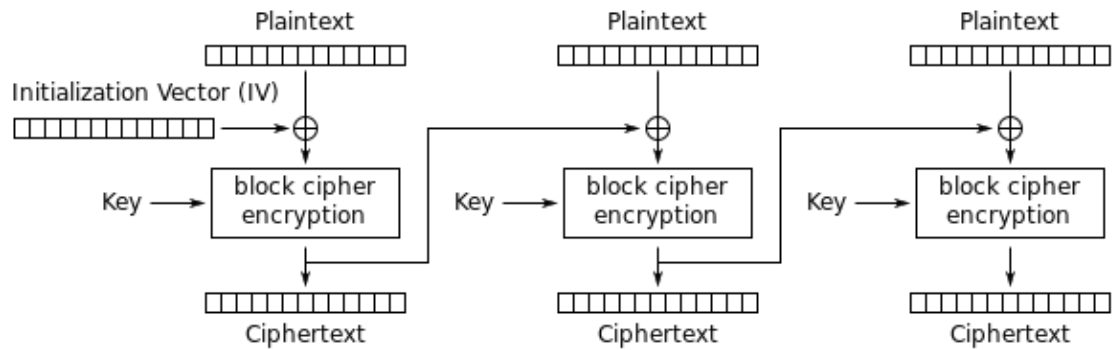 Plaintext
Plaintext
Plaintext
Initialization Vector (IV)
Key
block cipher
encryption
Key
block cipher
encryption
Key
block cipher
encryption
Ciphertext
Ciphertext
Ciphertext